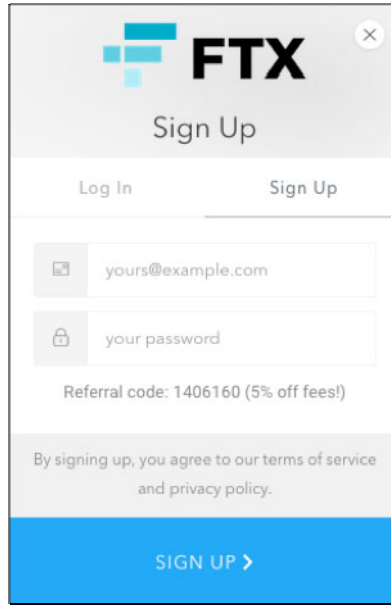 FTX
Sign Up
Log In Sign Up
yours@example.com
your password
Referral code: 1406160 (5% off fees!)
By signing up, you agree to our terms of service
and privacy policy.
SIGN UP